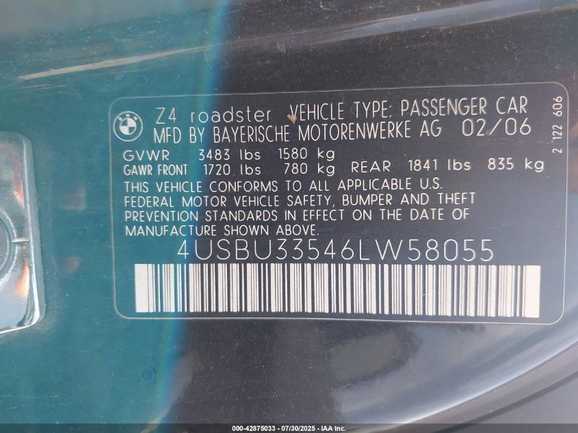 Z4 roadster VEHICLE TYPE: PASSENGER CAR
MFD BY BAYERISCHE MOTORENWERKE AG 02/06
GVWR 3483 lbs 1580 kg
GAWR FRONT 1720 lbs 780 kg REAR 1841 lbs 835 kg
THIS VEHICLE CONFORMS TO ALL APPLICABLE U.S.
FEDERAL MOTOR VEHICLE SAFETY, BUMPER AND THEFT
PREVENTION STANDARDS IN EFFECT ON THE DATE OF
MANUFACTURE SHOWN ABOVE.
4USBU33546LW58055
2 122 606
000-42875033 | 07/30/2025 | IAA Inc.